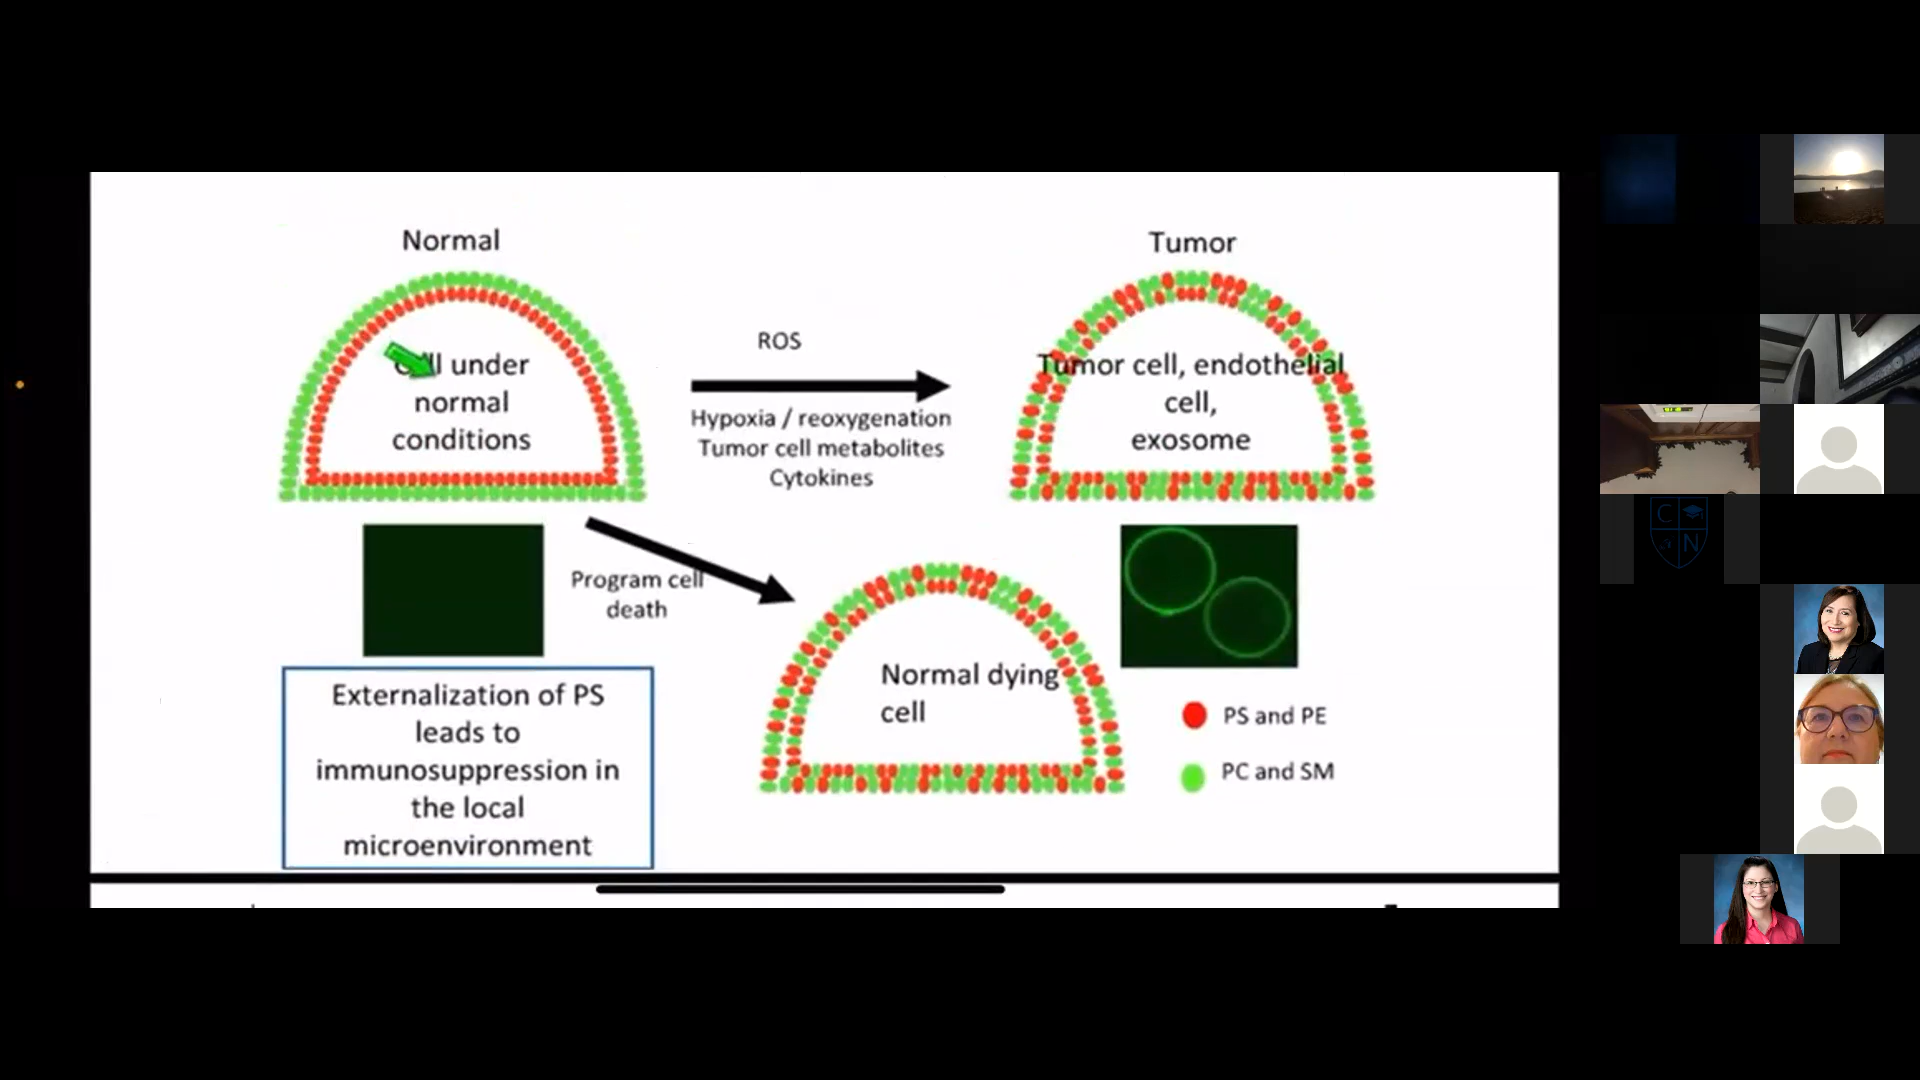 Normal
Tumor
Cell under
normal
conditions
ROS
Hypoxia / reoxygenation
Tumor cell metabolites
Cytokines
Tumor cell, endothelial
cell,
exosome
Program cell
death
Normal dying
cell
Externalization of PS
leads to
immunosuppression in
the local
microenvironment
PS and PE
PC and SM
C
N